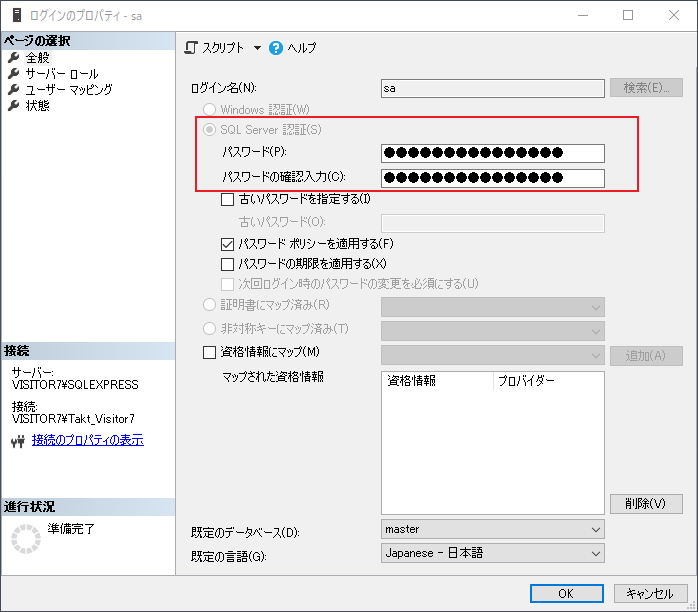 ログインのプロパティ - sa
ページの選択
全般
サーバー ロール
ユーザー マッピング
状態
接続
サーバー:
VISITOR7¥SQLEXPRESS
接続:
VISITOR7¥Takt_Visitor7
接続のプロパティの表示
進行状況
準備完了
スクリプト
ヘルプ
ログイン名(N):
sa
検索(E)...
Windows 認証(W)
SQL Server 認証(S)
パスワード(P):
●●●●●●●●●●●●●●●
パスワードの確認入力(C):
●●●●●●●●●●●●●●●
古いパスワードを指定する(I)
古いパスワード(O):
パスワード ポリシーを適用する(F)
パスワードの期限を適用する(X)
次回ログイン時のパスワードの変更を必須にする(U)
証明書にマップ済み(R)
非対称キーにマップ済み(T)
資格情報にマップ(M)
追加(A)
マップされた資格情報
資格情報 プロバイダー
削除(V)
既定のデータベース(D):
master
既定の言語(G):
Japanese - 日本語
OK
キャンセル